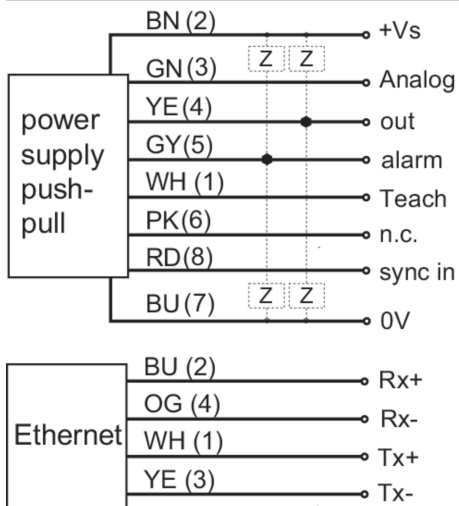 BN (2) +Vs
Z Z
GN (3) Analog
YE (4) out
GY(5) alarm
WH (1) Teach
PK(6) n.c.
RD(8) sync in
Z Z
BU(7) 0V
power
supply
push-
pull
BU (2) Rx+
OG (4) Rx-
WH (1) Tx+
YE (3) Tx-
Ethernet